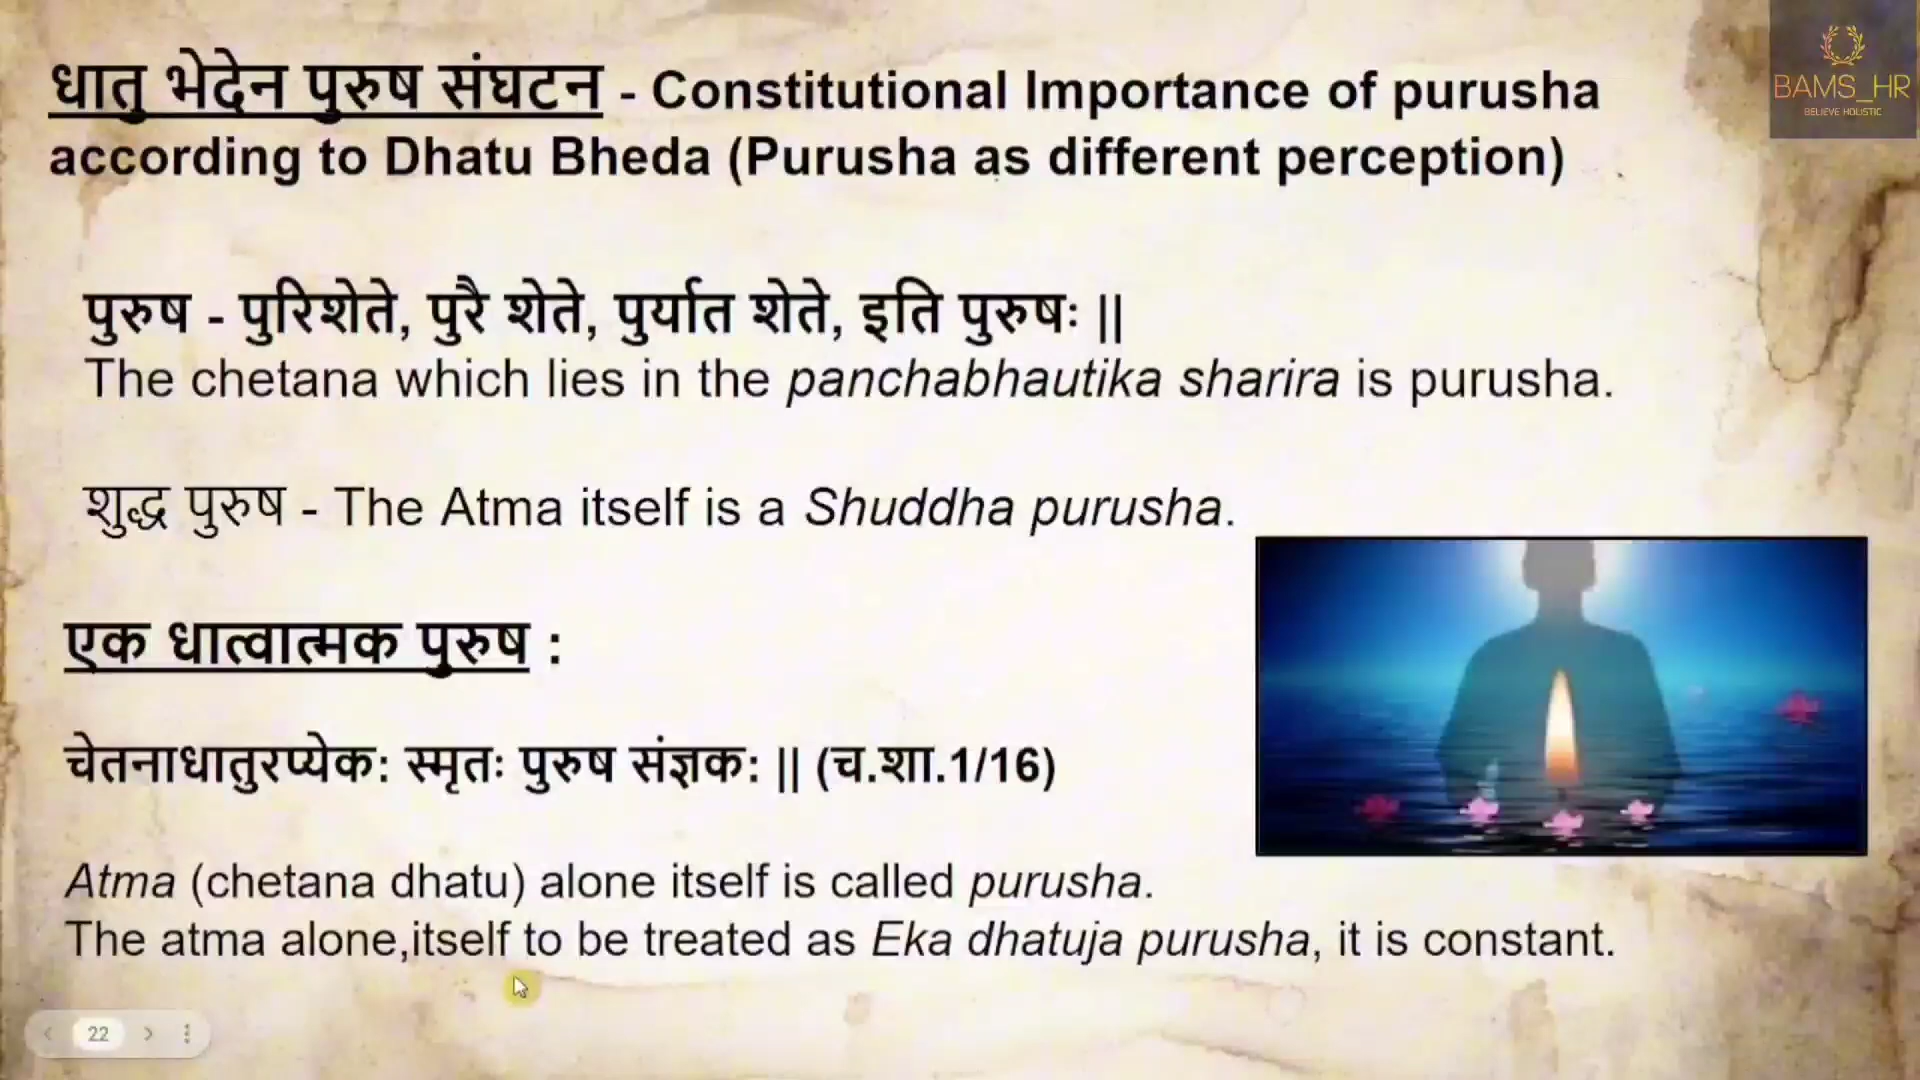 धातु भेदेन पुरुष संघटन - Constitutional Importance of purusha
according to Dhatu Bheda (Purusha as different perception)
BAMS_HR
BELIEVE HOLISTIC
पुरुष - पुरिशेते, पुरै शेते, पुर्यात शेते, इति पुरुषः ||
The chetana which lies in the panchabhautika sharira is purusha.
शुद्ध पुरुष - The Atma itself is a Shuddha purusha.
एक धात्वात्मक पुरुष :
चेतनाधातुरप्येक: स्मृतः पुरुष संज्ञक: || (च.शा.1/16)
Atma (chetana dhatu) alone itself is called purusha.
The atma alone,itself to be treated as Eka dhatuja purusha, it is constant.
22